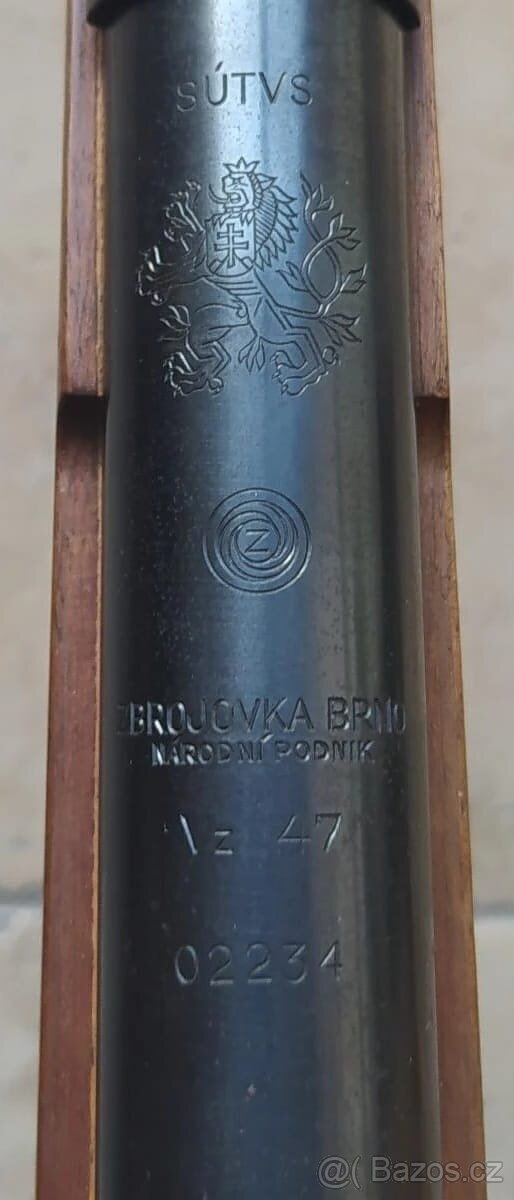 SÚTVS
Z
ZBROJOVKA BRNO
NÁRODNÍ PODNIK
Vz 47
02234
@ Bazos.cz